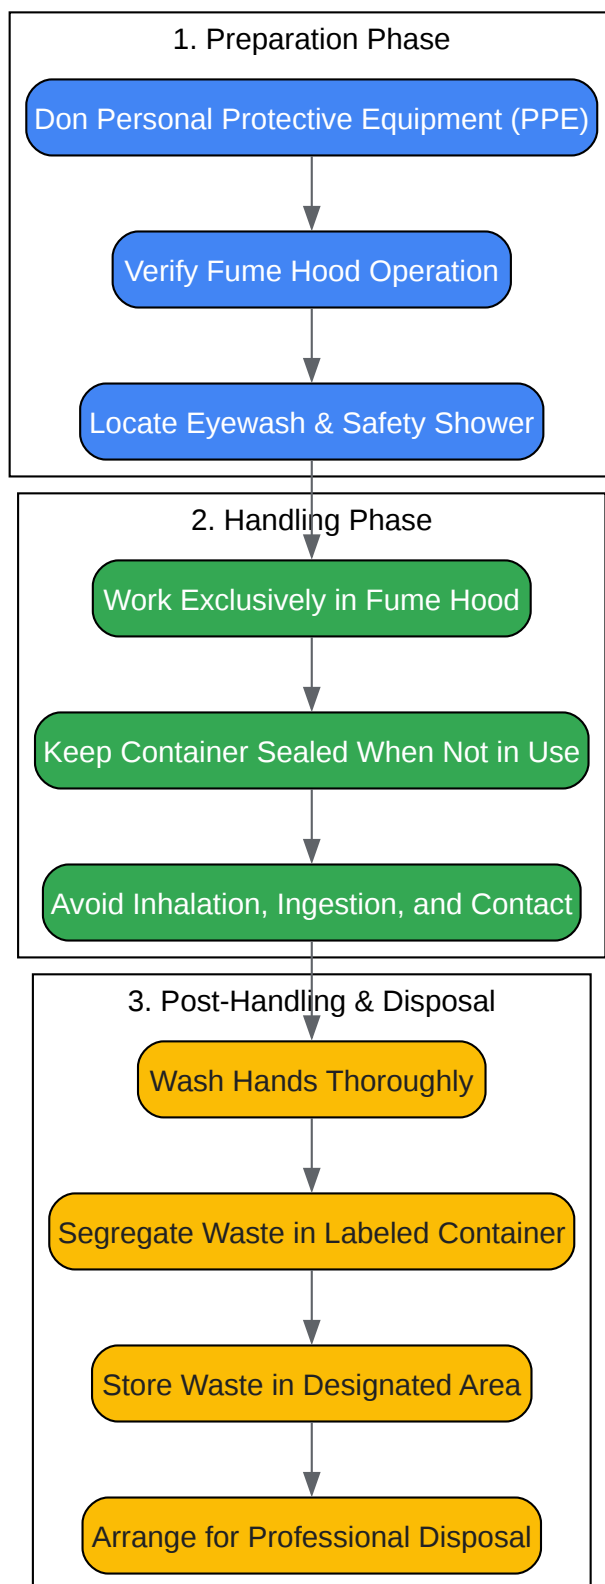 1. Preparation Phase
Don Personal Protective Equipment (PPE)
Verify Fume Hood Operation
Locate Eyewash & Safety Shower
2. Handling Phase
Work Exclusively in Fume Hood
Keep Container Sealed When Not in Use
Avoid Inhalation, Ingestion, and Contact
3. Post-Handling & Disposal
Wash Hands Thoroughly
Segregate Waste in Labeled Container
Store Waste in Designated Area
Arrange for Professional Disposal